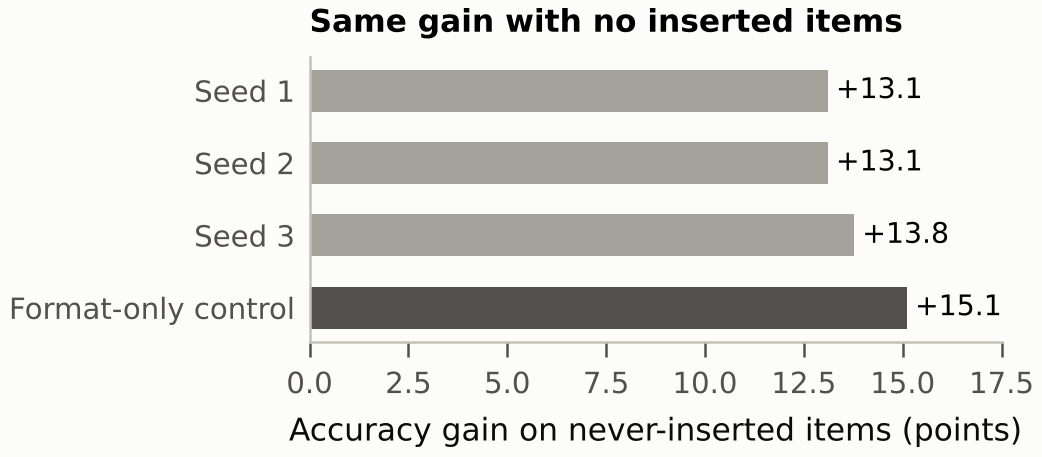 Same gain with no inserted items
Seed 1
+13.1
Seed 2
+13.1
Seed 3
+13.8
Format-only control
+15.1
0.0 2.5 5.0 7.5 10.0 12.5 15.0 17.5
Accuracy gain on never-inserted items (points)